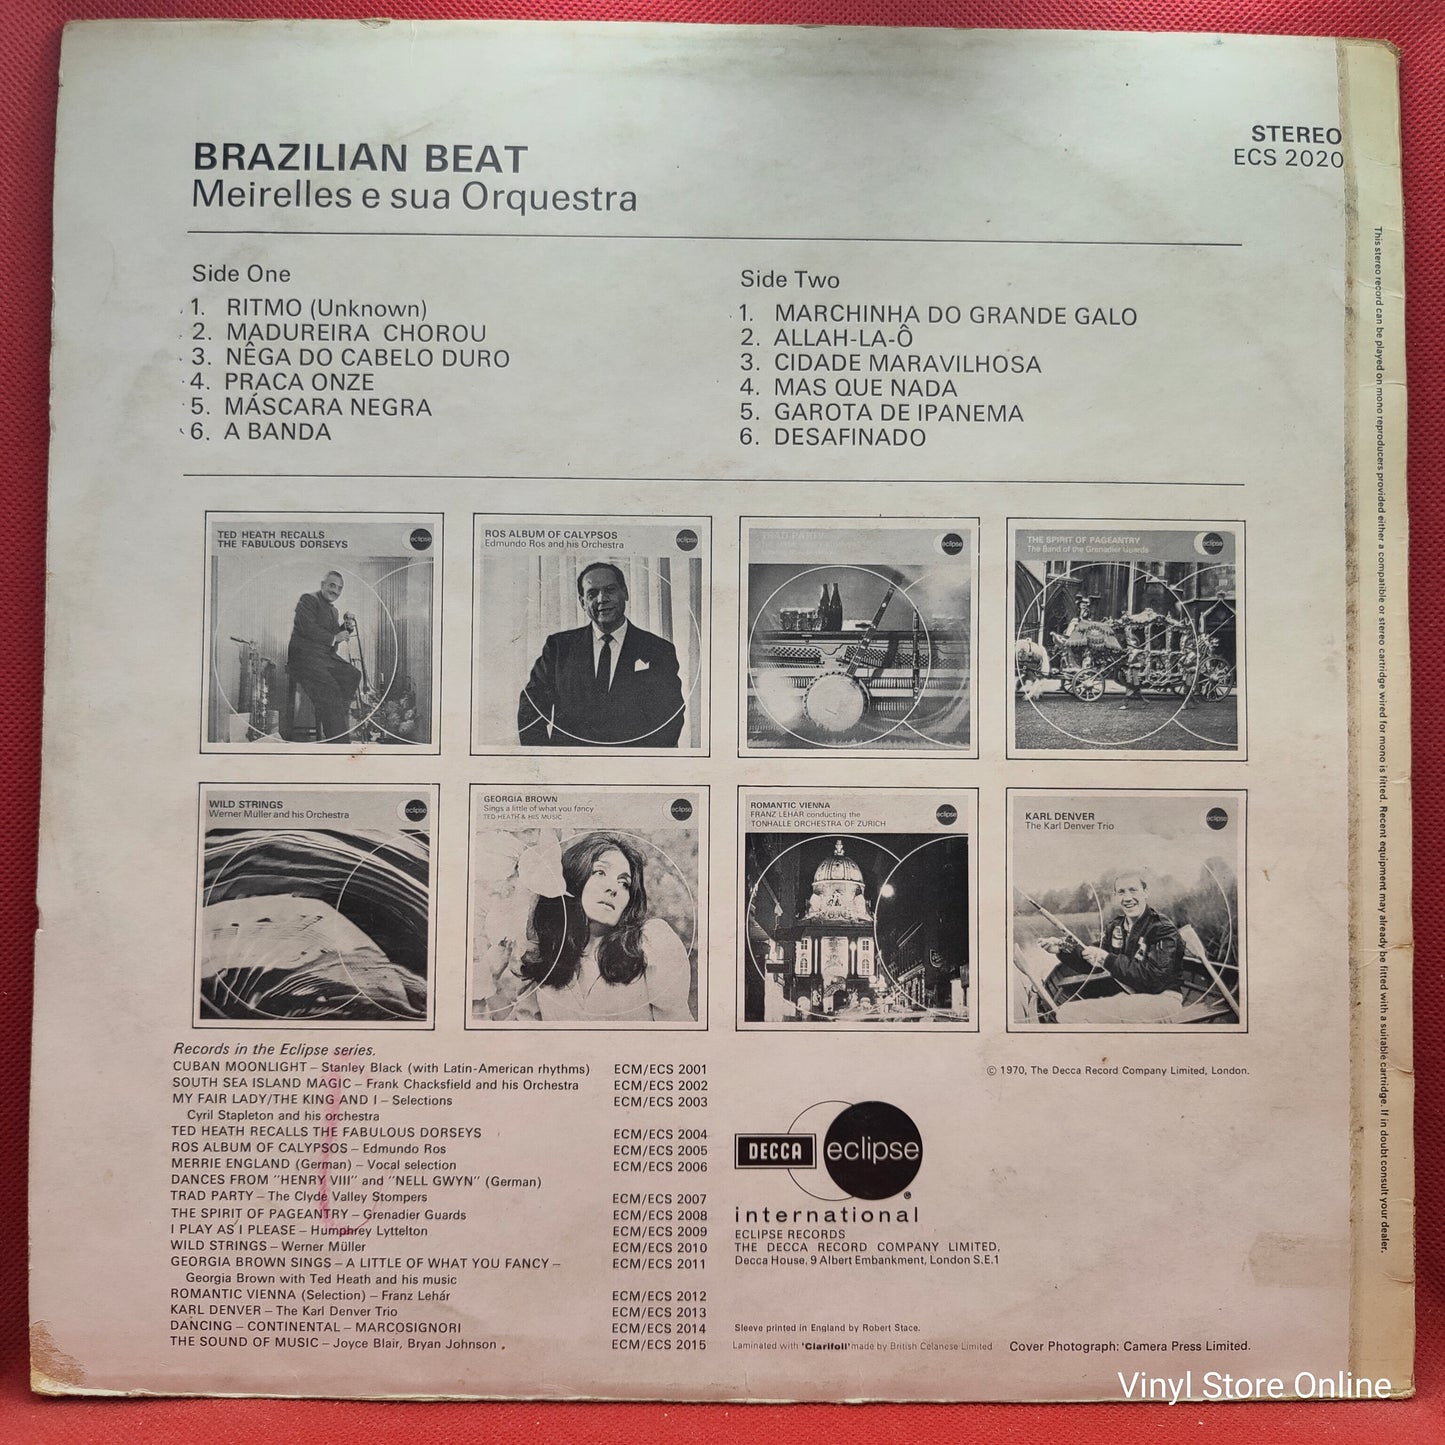 BRAZILIAN BEAT
Meirelles e sua Orquestra
STEREO
ECS 2020
Side One
1. RITMO (Unknown)
2. MADUREIRA CHOROU
3. NÊGA DO CABELO DURO
4. PRACA ONZE
5. MÁSCARA NEGRA
6. A BANDA
Side Two
1. MARCHINHA DO GRANDE GALO
2. ALLAH-LA-Ô
3. CIDADE MARAVILHOSA
4. MAS QUE NADA
5. GAROTA DE IPANEMA
6. DESAFINADO
TED HEATH RECALLS
THE FABULOUS DORSEYS
eclipse
ROS ALBUM OF CALYPSOS
Edmundo Ros and his Orchestra
eclipse
TRAD PARTY
eclipse
THE SPIRIT OF PAGEANTRY
The Band of the Grenadier Guards
eclipse
WILD STRINGS
Werner Müller and his Orchestra
eclipse
GEORGIA BROWN
Sings a little of what you fancy
TED HEATH & HIS MUSIC
eclipse
ROMANTIC VIENNA
FRANZ LEHAR conducting the
TONHALLE ORCHESTRA OF ZURICH
eclipse
KARL DENVER
The Karl Denver Trio
eclipse
Records in the Eclipse series.
CUBAN MOONLIGHT – Stanley Black (with Latin-American rhythms) ECM/ECS 2001
SOUTH SEA ISLAND MAGIC – Frank Chacksfield and his Orchestra ECM/ECS 2002
MY FAIR LADY/THE KING AND I – Selections ECM/ECS 2003
Cyril Stapleton and his orchestra
TED HEATH RECALLS THE FABULOUS DORSEYS ECM/ECS 2004
ROS ALBUM OF CALYPSOS – Edmundo Ros ECM/ECS 2005
MERRIE ENGLAND (German) – Vocal selection ECM/ECS 2006
DANCES FROM "HENRY VIII" and "NELL GWYN" (German)
TRAD PARTY – The Clyde Valley Stompers ECM/ECS 2007
THE SPIRIT OF PAGEANTRY – Grenadier Guards ECM/ECS 2008
I PLAY AS I PLEASE – Humphrey Lyttelton ECM/ECS 2009
WILD STRINGS – Werner Müller ECM/ECS 2010
GEORGIA BROWN SINGS – A LITTLE OF WHAT YOU FANCY – ECM/ECS 2011
Georgia Brown with Ted Heath and his music
ROMANTIC VIENNA (Selection) – Franz Lehár ECM/ECS 2012
KARL DENVER – The Karl Denver Trio ECM/ECS 2013
DANCING – CONTINENTAL – MARCOSIGNORI ECM/ECS 2014
THE SOUND OF MUSIC – Joyce Blair, Bryan Johnson. ECM/ECS 2015
© 1970, The Decca Record Company Limited, London.
DECCA eclipse
®
international
ECLIPSE RECORDS
THE DECCA RECORD COMPANY LIMITED,
Decca House, 9 Albert Embankment, London S.E.1
Sleeve printed in England by Robert Stace.
Laminated with 'Clarifoil' made by British Celanese Limited
Cover Photograph: Camera Press Limited.
This stereo record can be played on mono reproducers provided either a compatible or stereo cartridge wired for mono is fitted. Recent equipment may already be fitted with a suitable cartridge. If in doubt consult your dealer.
Vinyl Store Online